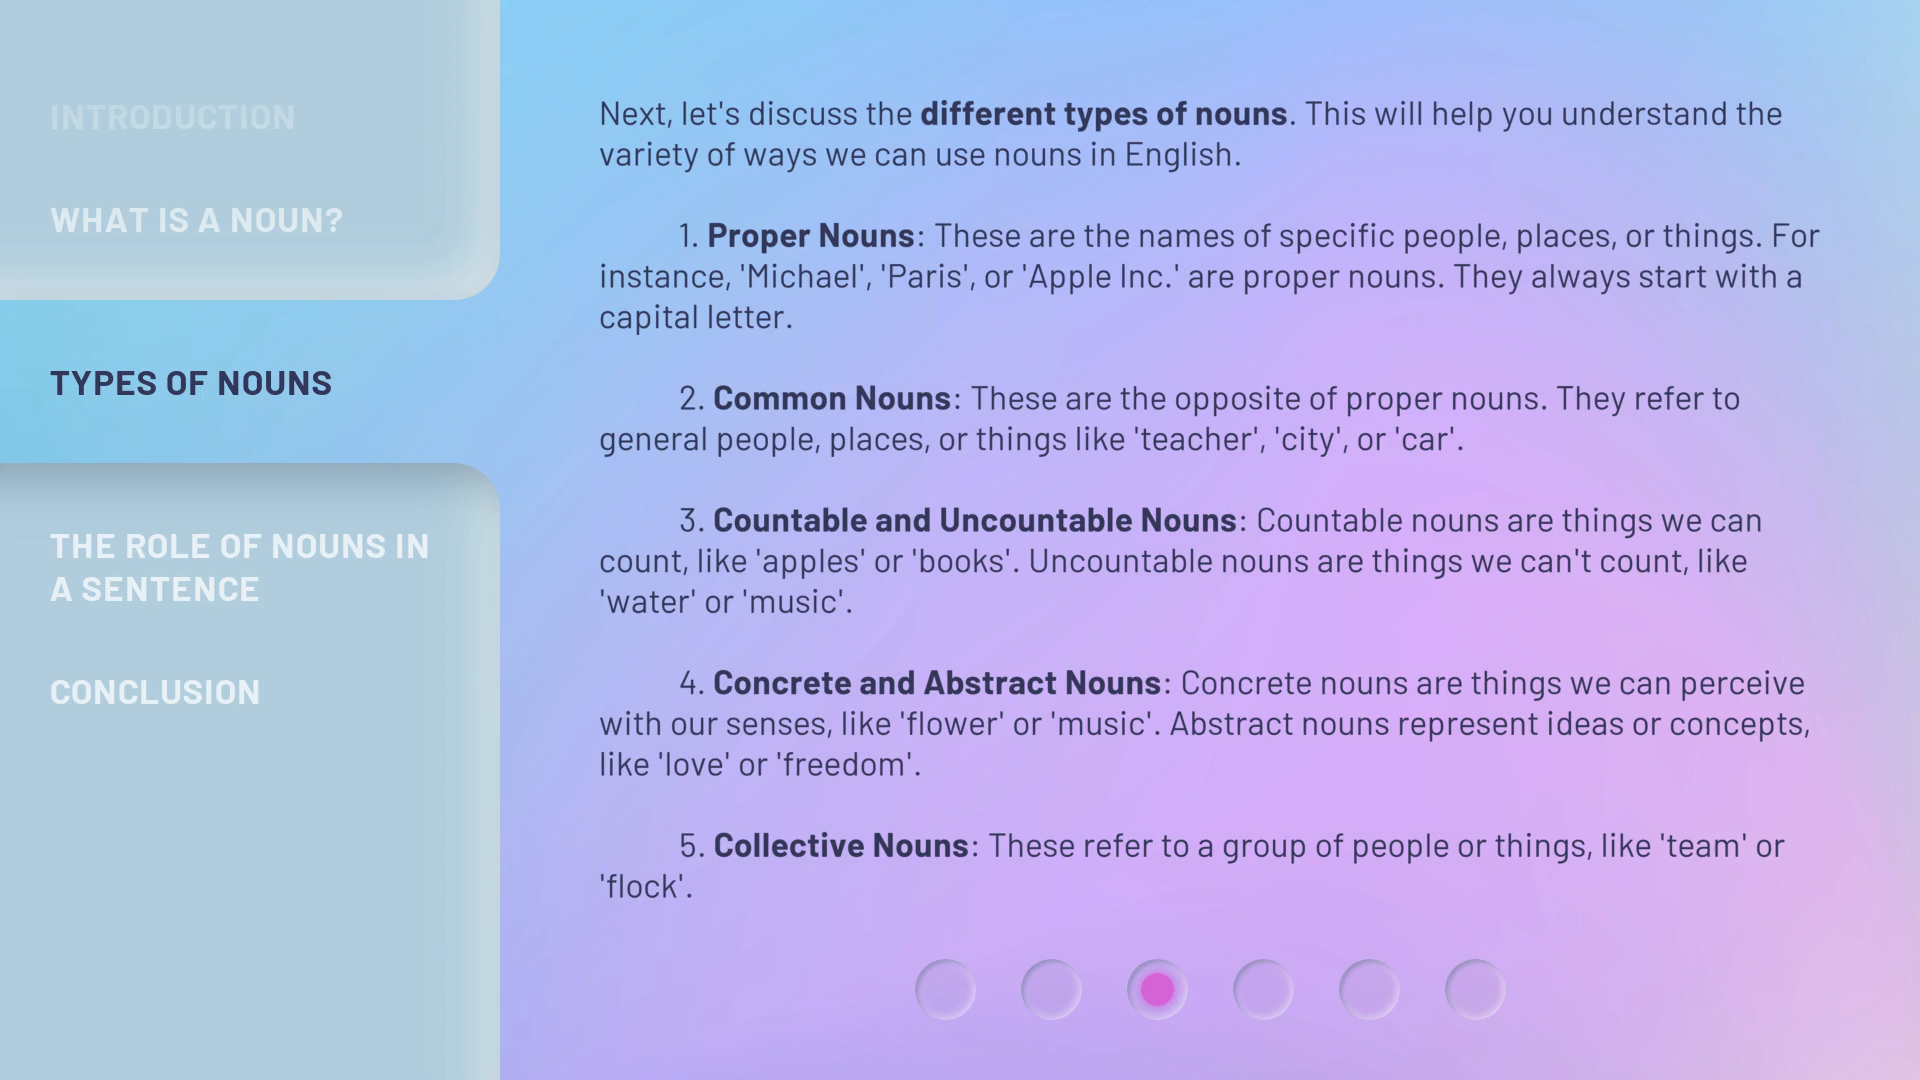 INTRODUCTION
WHAT IS A NOUN?
TYPES OF NOUNS
THE ROLE OF NOUNS IN
A SENTENCE
CONCLUSION
Next, let's discuss the different types of nouns. This will help you understand the
variety of ways we can use nouns in English.
1. Proper Nouns: These are the names of specific people, places, or things. For
instance, 'Michael', 'Paris', or 'Apple Inc.' are proper nouns. They always start with a
capital letter.
2. Common Nouns: These are the opposite of proper nouns. They refer to
general people, places, or things like 'teacher', 'city', or 'car'.
3. Countable and Uncountable Nouns: Countable nouns are things we can
count, like 'apples' or 'books'. Uncountable nouns are things we can't count, like
'water' or 'music'.
4. Concrete and Abstract Nouns: Concrete nouns are things we can perceive
with our senses, like 'flower' or 'music'. Abstract nouns represent ideas or concepts,
like 'love' or 'freedom'.
5. Collective Nouns: These refer to a group of people or things, like 'team' or
'flock'.